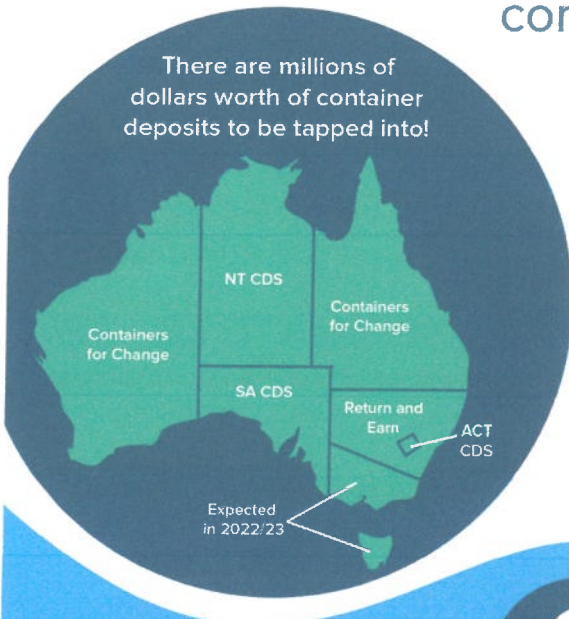 con
There are millions of
dollars worth of container
deposits to be tapped into!
NT CDS
Containers
for Change
Containers
for Change
SA CDS
Return and
Earn
ACT
CDS
Expected
in 2022/23